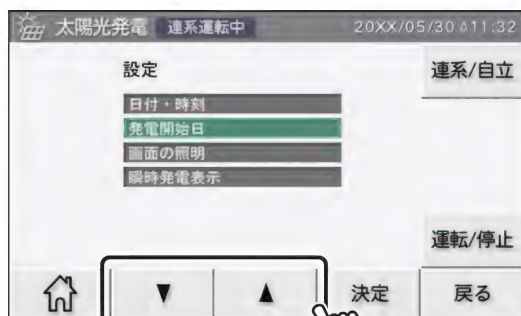 太陽光発電 連系運転中 20XX/05/30 11:32
設定 連系/自立
日付・時刻
発電開始日
画面の照明
瞬時発電表示
運転/停止
▼ ▲ 決定 戻る